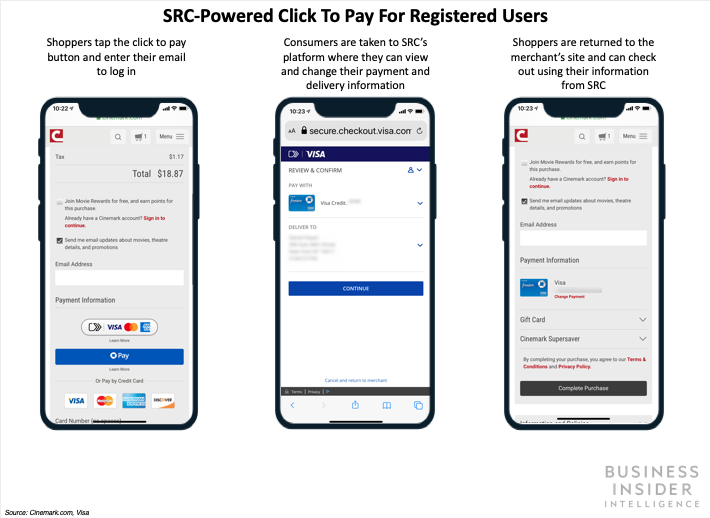 SRC-Powered Click To Pay For Registered Users
Shoppers tap the click to pay
button and enter their email
to log in
10:22
cinemark.com
1
Menu
Tax $1.17
Total $18.87
Join Movie Rewards for free, and earn points for
this purchase.
Already have a Cinemark account? Sign in to
continue.
Send me email updates about movies, theatre
details, and promotions
Email Address
Payment Information
VISA
Learn More
Pay
Learn More
Or Pay by Credit Card
VISA
DISCOVER
Card Number (no spaces)
Consumers are taken to SRC's
platform where they can view
and change their payment and
delivery information
10:23
AA secure.checkout.visa.com
VISA
REVIEW & CONFIRM
PAY WITH
Visa Credit
DELIVER TO
CONTINUE
Cancel and return to merchant
Terms | Privacy |
Shoppers are returned to the
merchant's site and can check
out using their information
from SRC
10:23
cinemark.com
1
Menu
Join Movie Rewards for free, and earn points for
this purchase.
Already have a Cinemark account? Sign in to
continue.
Send me email updates about movies, theatre
details, and promotions
Email Address
Payment Information
Visa
Change Payment
Gift Card
Cinemark Supersaver
By completing your purchase, you agree to our Terms &
Conditions and Privacy Policy.
Complete Purchase
BUSINESS
INSIDER
INTELLIGENCE
Source: Cinemark.com, Visa